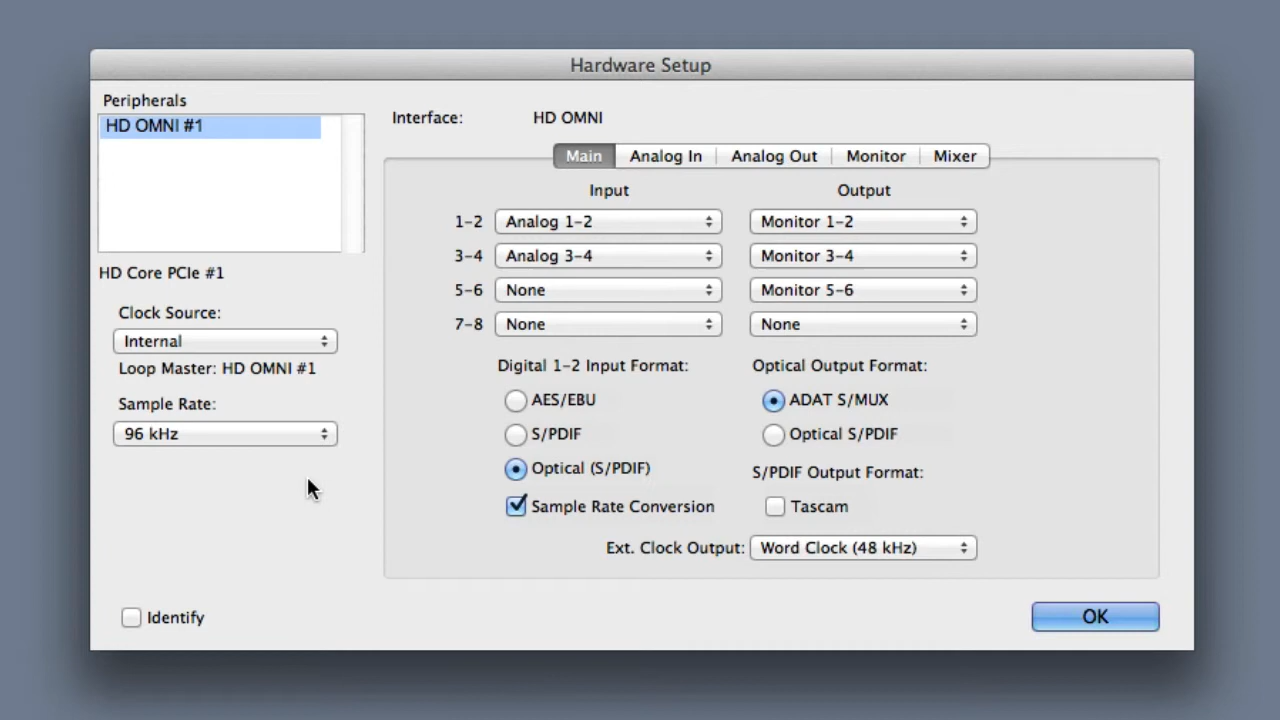 Hardware Setup
Peripherals
HD OMNI #1
HD Core PCIe #1
Clock Source:
Internal
Loop Master: HD OMNI #1
Sample Rate:
96 kHz
Identify
Interface: HD OMNI
Main Analog In Analog Out Monitor Mixer
Input Output
1-2 Analog 1-2 Monitor 1-2
3-4 Analog 3-4 Monitor 3-4
5-6 None Monitor 5-6
7-8 None None
Digital 1-2 Input Format:
AES/EBU
S/PDIF
Optical (S/PDIF)
Sample Rate Conversion
Optical Output Format:
ADAT S/MUX
Optical S/PDIF
S/PDIF Output Format:
Tascam
Ext. Clock Output: Word Clock (48 kHz)
OK